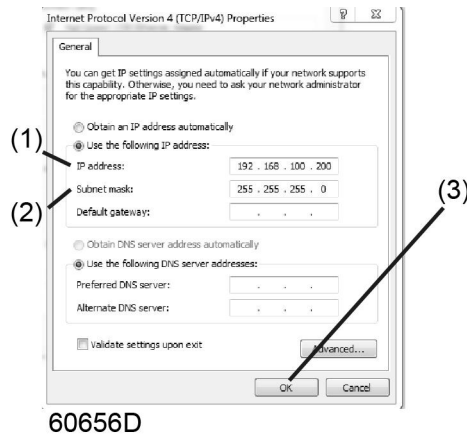 Internet Protocol Version 4 (TCP/IPv4) Properties
General
You can get IP settings assigned automatically if your network supports
this capability. Otherwise, you need to ask your network administrator
for the appropriate IP settings.
Obtain an IP address automatically
(1)
Use the following IP address:
IP address: 192 . 168 . 100 . 200
Subnet mask: 255 . 255 . 255 . 0
(2)
(3)
Default gateway: . . .
Obtain DNS server address automatically
Use the following DNS server addresses:
Preferred DNS server: . . .
Alternate DNS server: . . .
Validate settings upon exit
Advanced...
OK Cancel
60656D